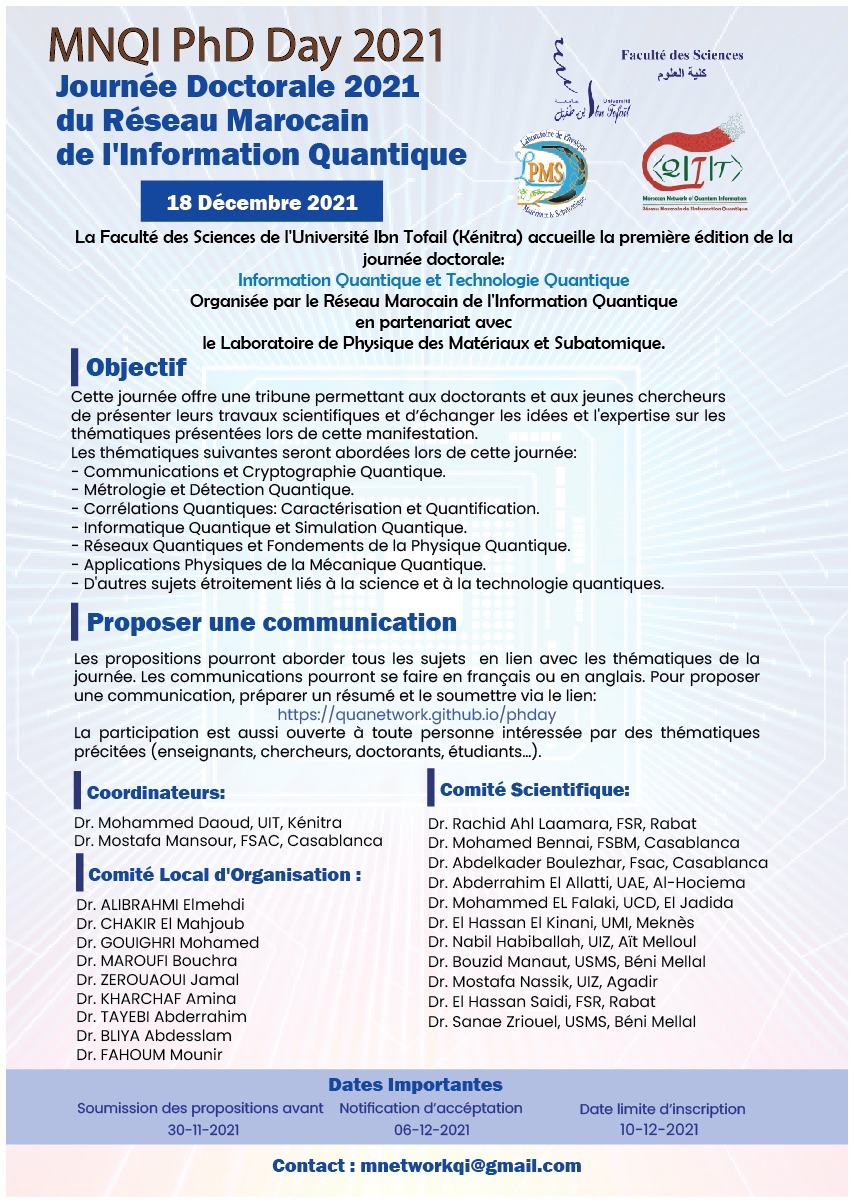 MNQI PhD Day 2021
Journée Doctorale 2021
du Réseau Marocain
de l'Information Quantique
18 Décembre 2021
Faculté des Sciences
كلية العلوم
Université
Ibn Tofail
جامعة
ابن طفيل
Laboratoire de Physique
LPMS
Matériaux & Subatomique
QIIT
Moroccan Network of Quantum Information
Réseau Marocain de l'Information Quantique
La Faculté des Sciences de l'Université Ibn Tofail (Kénitra) accueille la première édition de la
journée doctorale:
Information Quantique et Technologie Quantique
Organisée par le Réseau Marocain de l'Information Quantique
en partenariat avec
le Laboratoire de Physique des Matériaux et Subatomique.
Objectif
Cette journée offre une tribune permettant aux doctorants et aux jeunes chercheurs
de présenter leurs travaux scientifiques et d'échanger les idées et l'expertise sur les
thématiques présentées lors de cette manifestation.
Les thématiques suivantes seront abordées lors de cette journée:
- Communications et Cryptographie Quantique.
- Métrologie et Détection Quantique.
- Corrélations Quantiques: Caractérisation et Quantification.
- Informatique Quantique et Simulation Quantique.
- Réseaux Quantiques et Fondements de la Physique Quantique.
- Applications Physiques de la Mécanique Quantique.
- D'autres sujets étroitement liés à la science et à la technologie quantiques.
Proposer une communication
Les propositions pourront aborder tous les sujets en lien avec les thématiques de la
journée. Les communications pourront se faire en français ou en anglais. Pour proposer
une communication, préparer un résumé et le soumettre via le lien:
https://quanetwork.github.io/phday
La participation est aussi ouverte à toute personne intéressée par des thématiques
précitées (enseignants, chercheurs, doctorants, étudiants...).
Coordinateurs:
Dr. Mohammed Daoud, UIT, Kénitra
Dr. Mostafa Mansour, FSAC, Casablanca
Comité Local d'Organisation :
Dr. ALIBRAHMI Elmehdi
Dr. CHAKIR El Mahjoub
Dr. GOUIGHRI Mohamed
Dr. MAROUFI Bouchra
Dr. ZEROUAOUI Jamal
Dr. KHARCHAF Amina
Dr. TAYEBI Abderrahim
Dr. BLIYA Abdesslam
Dr. FAHOUM Mounir
Comité Scientifique:
Dr. Rachid Ahl Laamara, FSR, Rabat
Dr. Mohamed Bennai, FSBM, Casablanca
Dr. Abdelkader Boulezhar, Fsac, Casablanca
Dr. Abderrahim El Allati, UAE, Al-Hociema
Dr. Mohammed EL Falaki, UCD, El Jadida
Dr. El Hassan El Kinani, UMI, Meknès
Dr. Nabil Habiballah, UIZ, Aït Melloul
Dr. Bouzid Manaut, USMS, Béni Mellal
Dr. Mostafa Nassik, UIZ, Agadir
Dr. El Hassan Saidi, FSR, Rabat
Dr. Sanae Zriouel, USMS, Béni Mellal
Dates Importantes
Soumission des propositions avant
30-11-2021
Notification d'accéptation
06-12-2021
Date limite d'inscription
10-12-2021
Contact : mnetworkqi@gmail.com